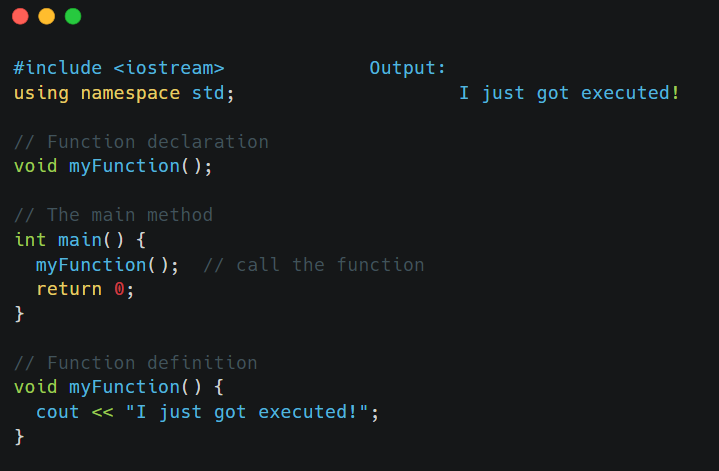 #include <iostream>             Output:
using namespace std;                    I just got executed!

// Function declaration
void myFunction();

// The main method
int main() {
  myFunction();  // call the function
  return 0;
}

// Function definition
void myFunction() {
  cout << "I just got executed!";
}